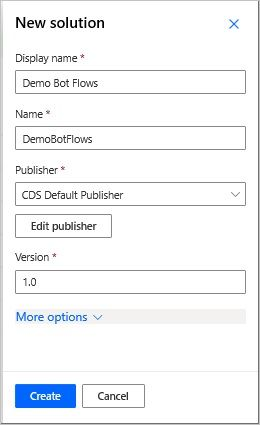 New solution
Display name *
Demo Bot Flows
Name *
DemoBotFlows
Publisher *
CDS Default Publisher
Edit publisher
Version *
1.0
More options
Create Cancel